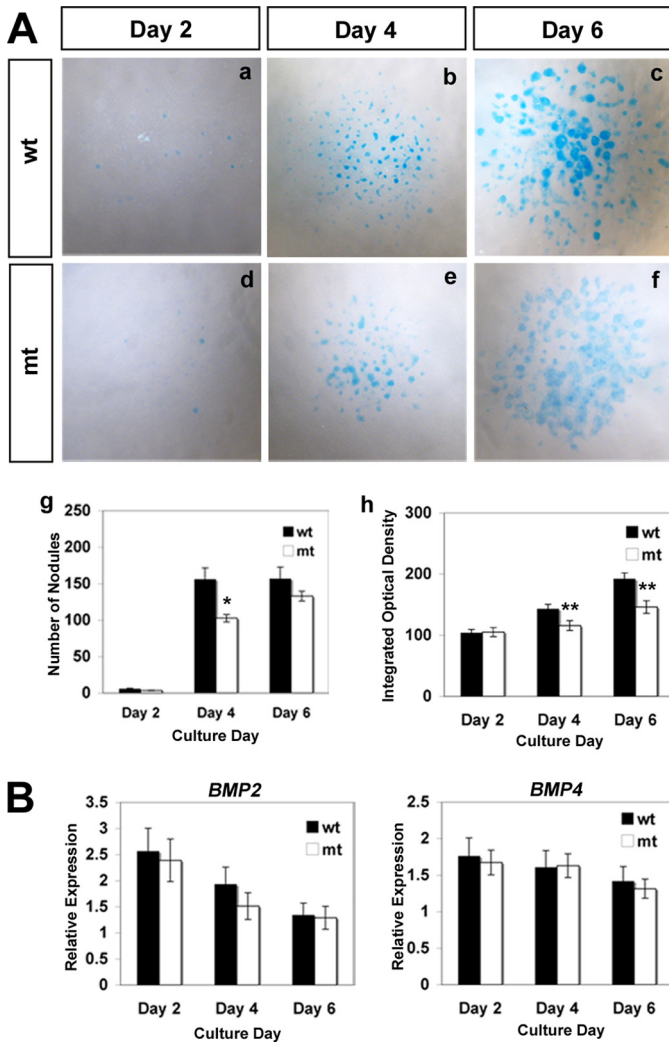 A
Day 2 Day 4 Day 6
wt
a b c
mt
d e f
g
Number of Nodules
250
200
150
100
50
0
wt
mt
*
Day 2 Day 4 Day 6
Culture Day
h
Integrated Optical Density
300
200
100
0
wt
mt
** **
Day 2 Day 4 Day 6
Culture Day
B
BMP2
Relative Expression
3.5
3
2.5
2
1.5
1
0.5
0
wt
mt
Day 2 Day 4 Day 6
Culture Day
BMP4
Relative Expression
2.5
2
1.5
1
0.5
0
wt
mt
Day 2 Day 4 Day 6
Culture Day